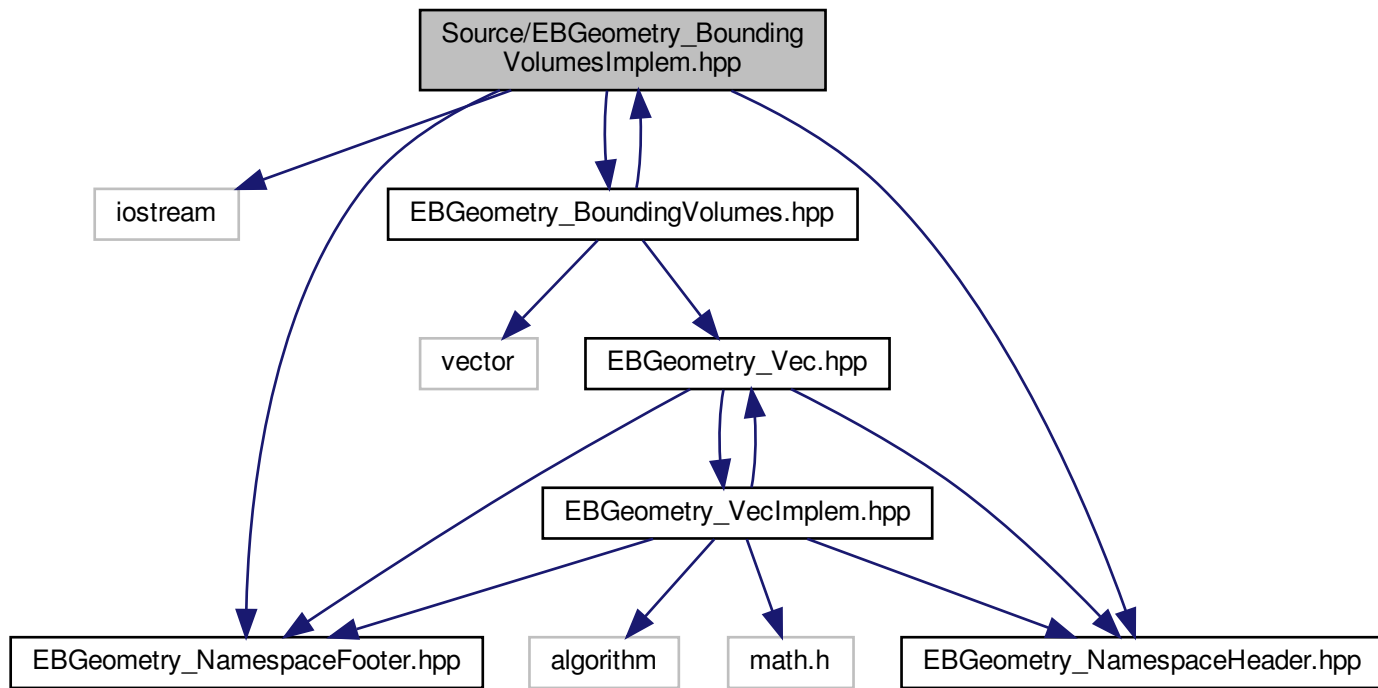 Source/EBGeometry_Bounding
VolumesImplem.hpp
iostream
EBGeometry_BoundingVolumes.hpp
vector
EBGeometry_Vec.hpp
EBGeometry_VecImplem.hpp
EBGeometry_NamespaceFooter.hpp
algorithm
math.h
EBGeometry_NamespaceHeader.hpp